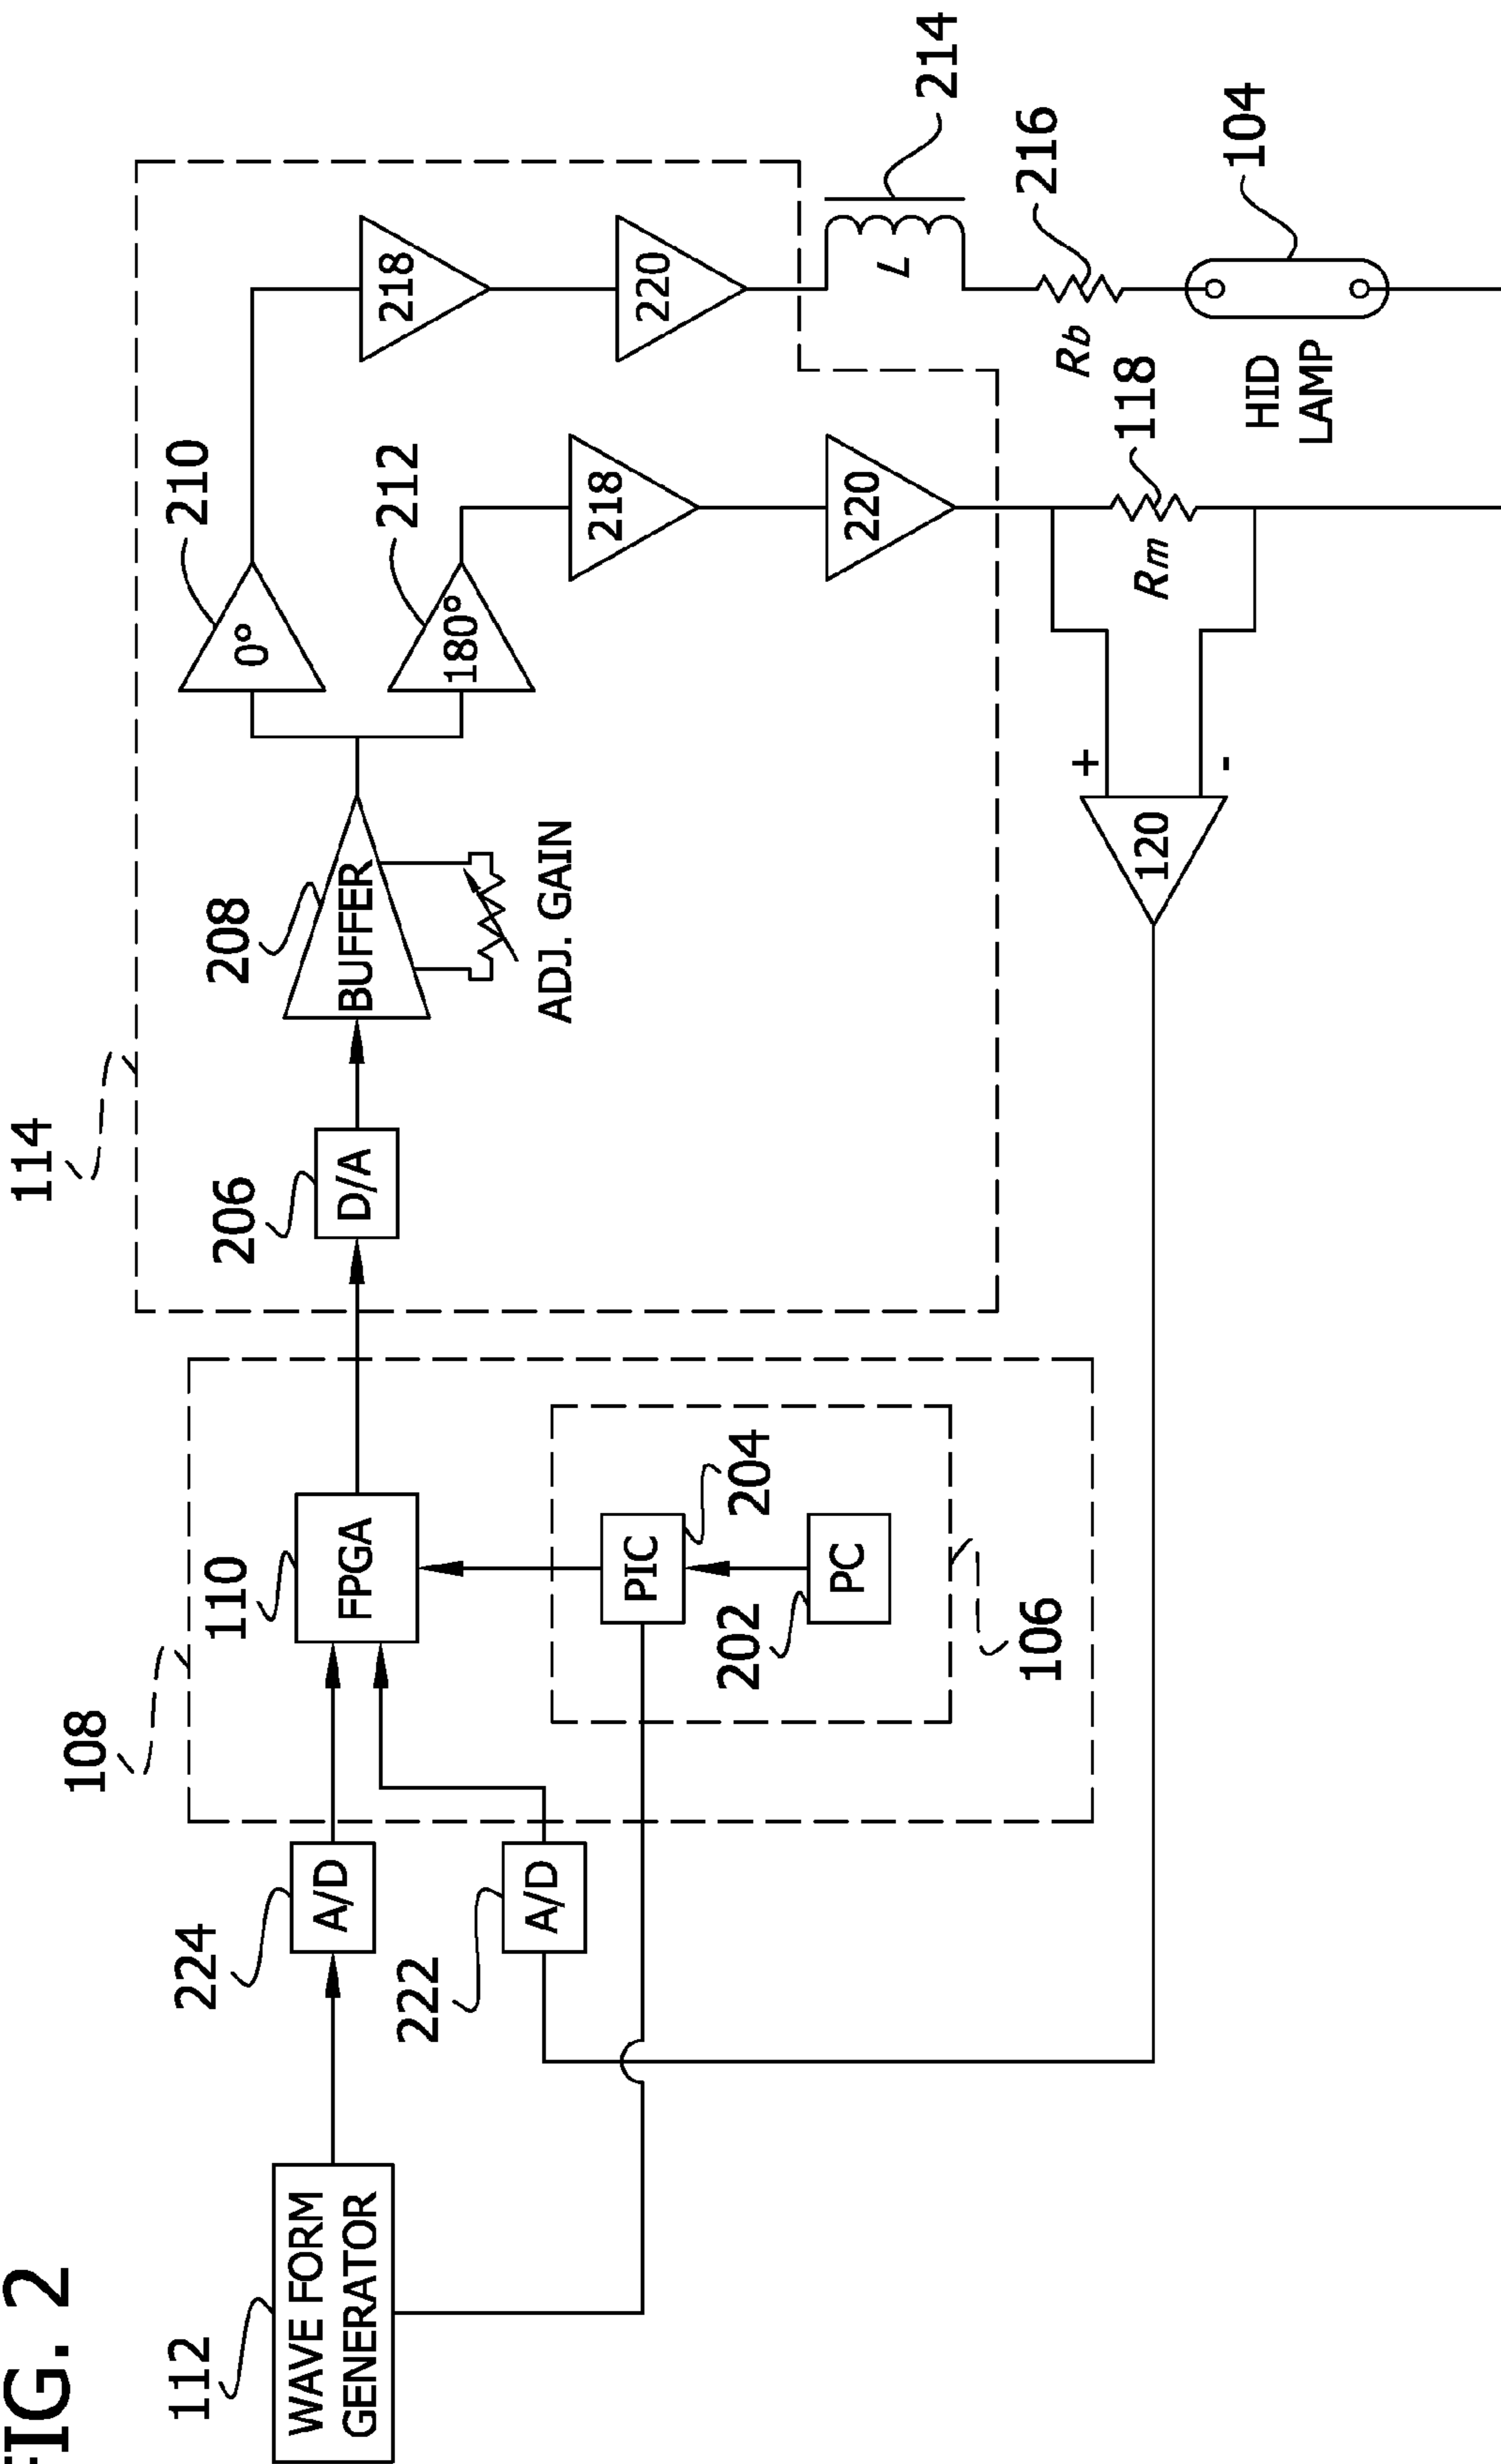 FIG. 2
114
108
112
WAVE FORM
GENERATOR
224
A/D
222
A/D
110
FPGA
PIC
204
202
PC
106
206
D/A
208
BUFFER
ADJ. GAIN
210
0°
212
180°
218
220
218
220
L
214
216
Rb
118
Rm
104
HID
LAMP
+
-
120